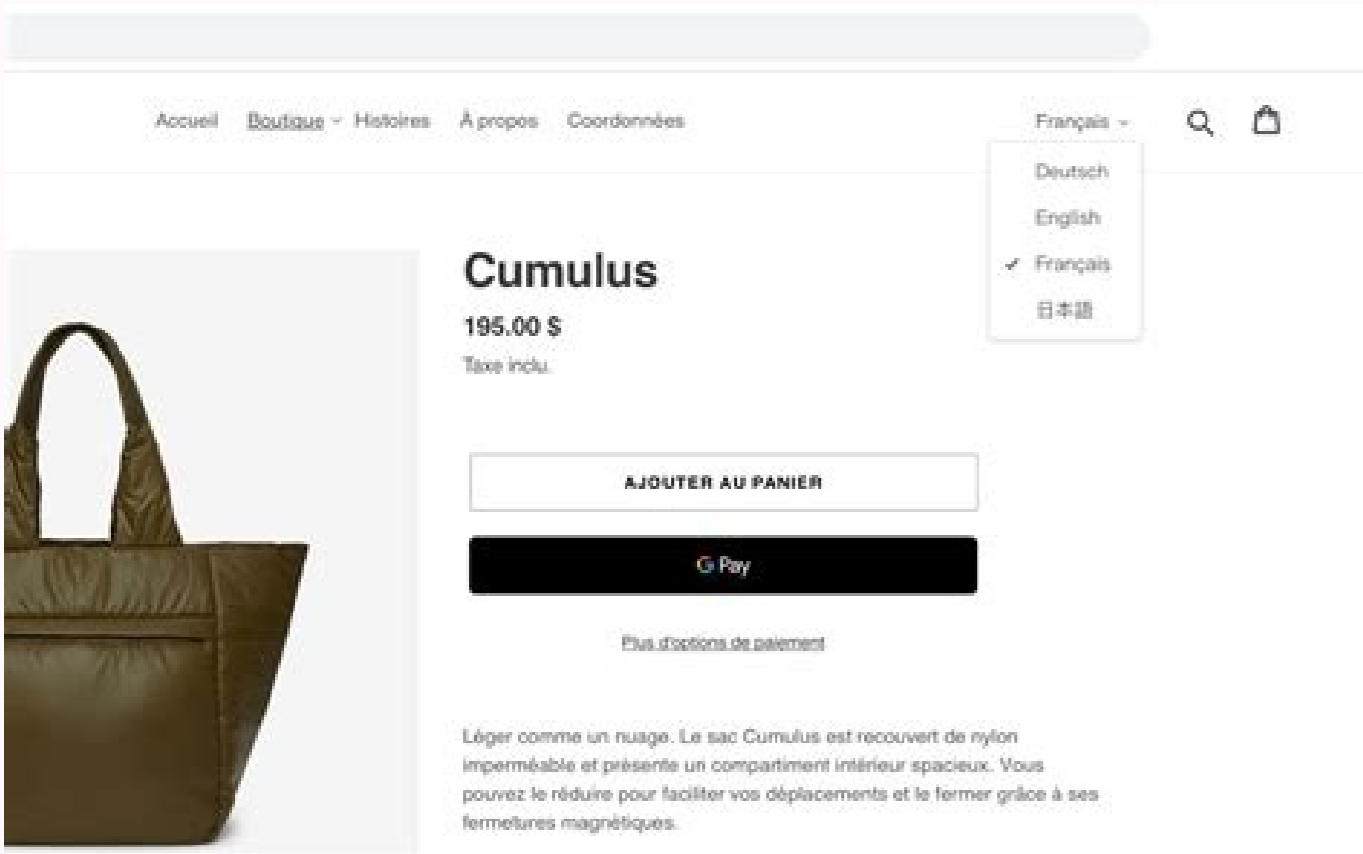 Accueil Boutique Histoires À propos Coordonnées Français
Deutsch
English
✓ Français
日本語
Cumulus
195.00 $
Taxe inclu.
AJOUTER AU PANIER
G Pay
Plus d'options de paiement
Léger comme un nuage. Le sac Cumulus est recouvert de nylon
imperméable et présente un compartiment intérieur spacieux. Vous
pouvez le réduire pour faciliter vos déplacements et le fermer grâce à ses
fermetures magnétiques.